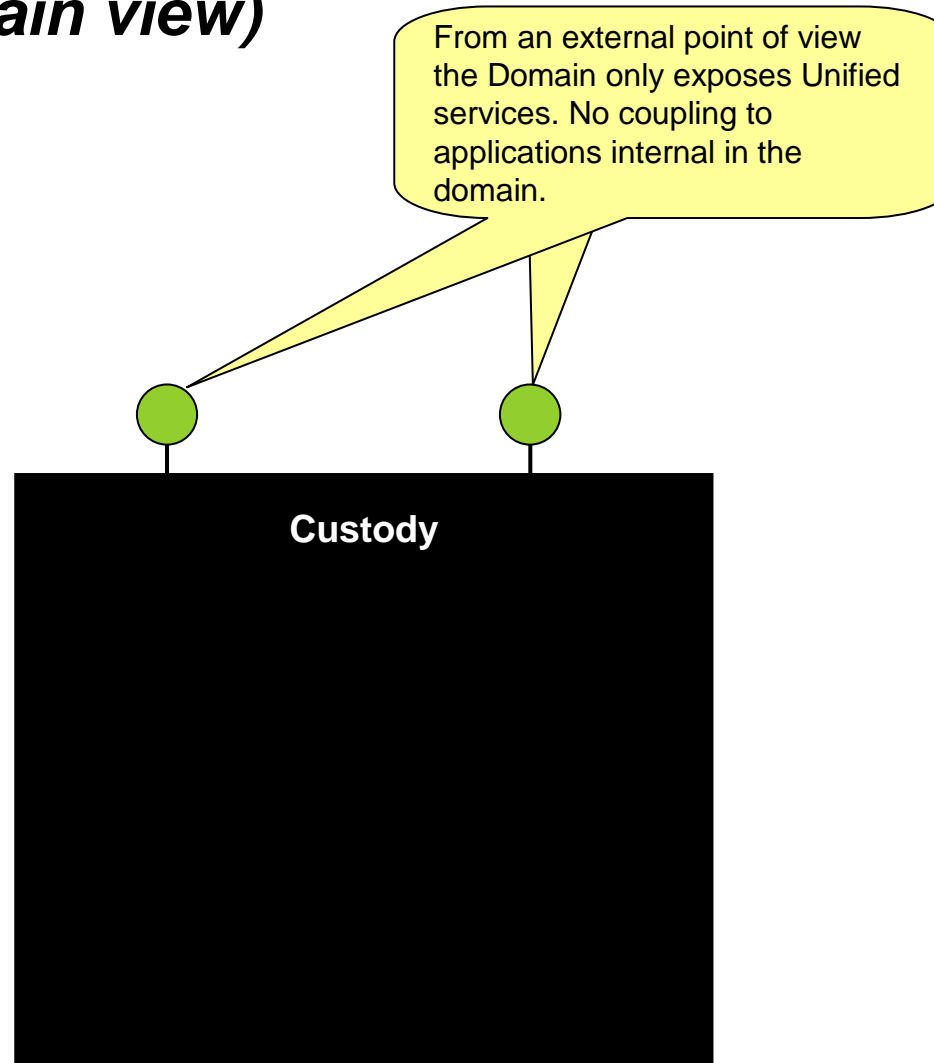 ain view)
From an external point of view
the Domain only exposes Unified
services. No coupling to
applications internal in the
domain.
Custody